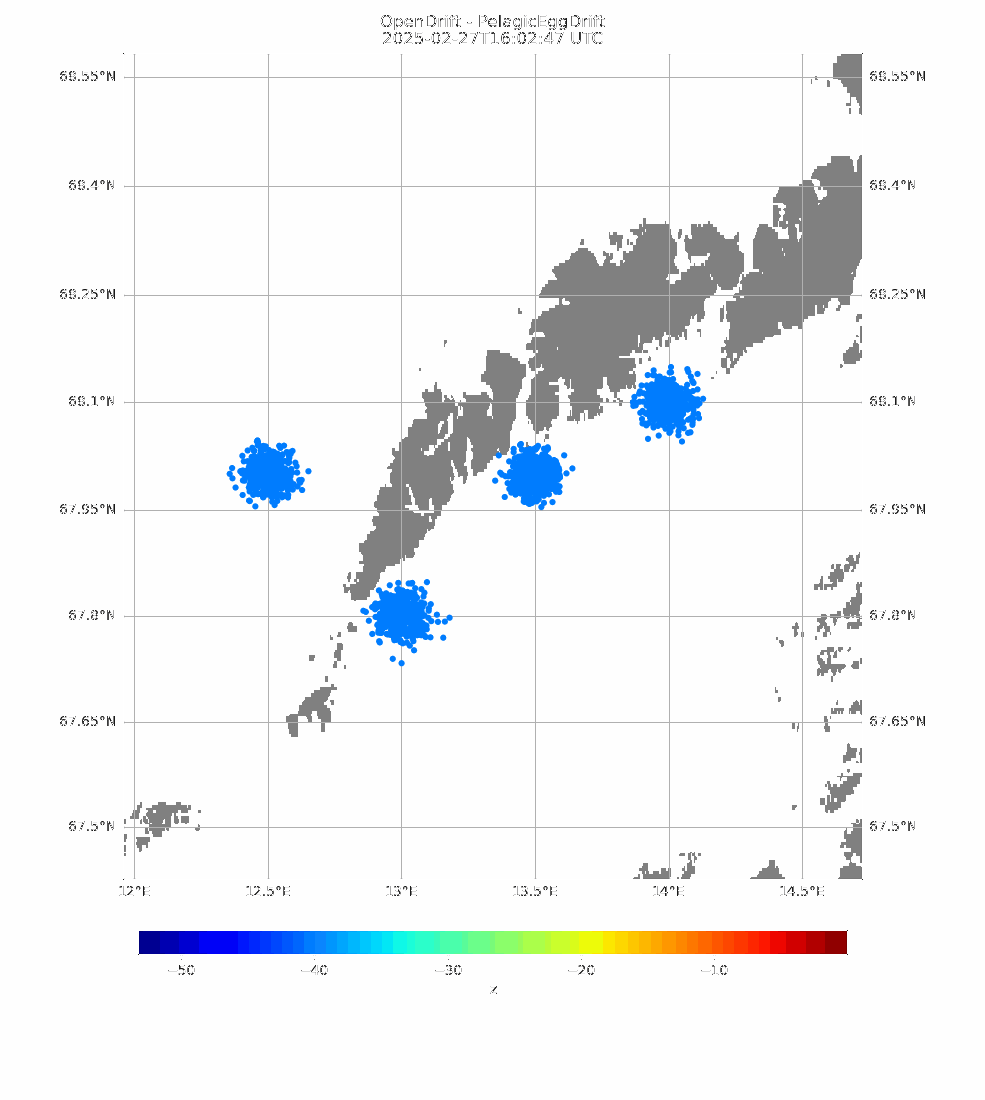 OpenDrift - PelagicEggDrift
2025-02-27T16:02:47 UTC
68.55°N 68.55°N
68.4°N 68.4°N
68.25°N 68.25°N
68.1°N 68.1°N
67.95°N 67.95°N
67.8°N 67.8°N
67.65°N 67.65°N
67.5°N 67.5°N
12°E 12.5°E 13°E 13.5°E 14°E 14.5°E
−50 −40 −30 −20 −10
z